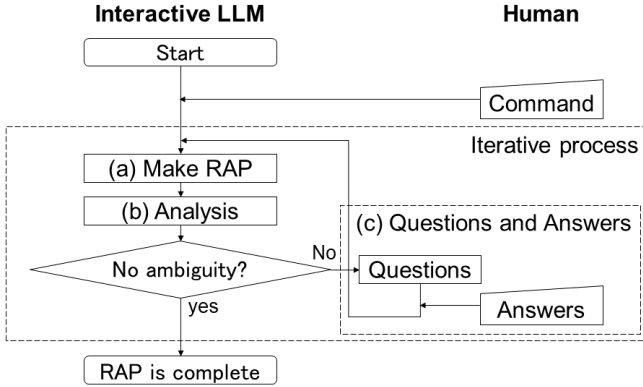 Interactive LLM
Human
Start
Command
Iterative process
(a) Make RAP
(b) Analysis
(c) Questions and Answers
No ambiguity?
No
Questions
yes
Answers
RAP is complete